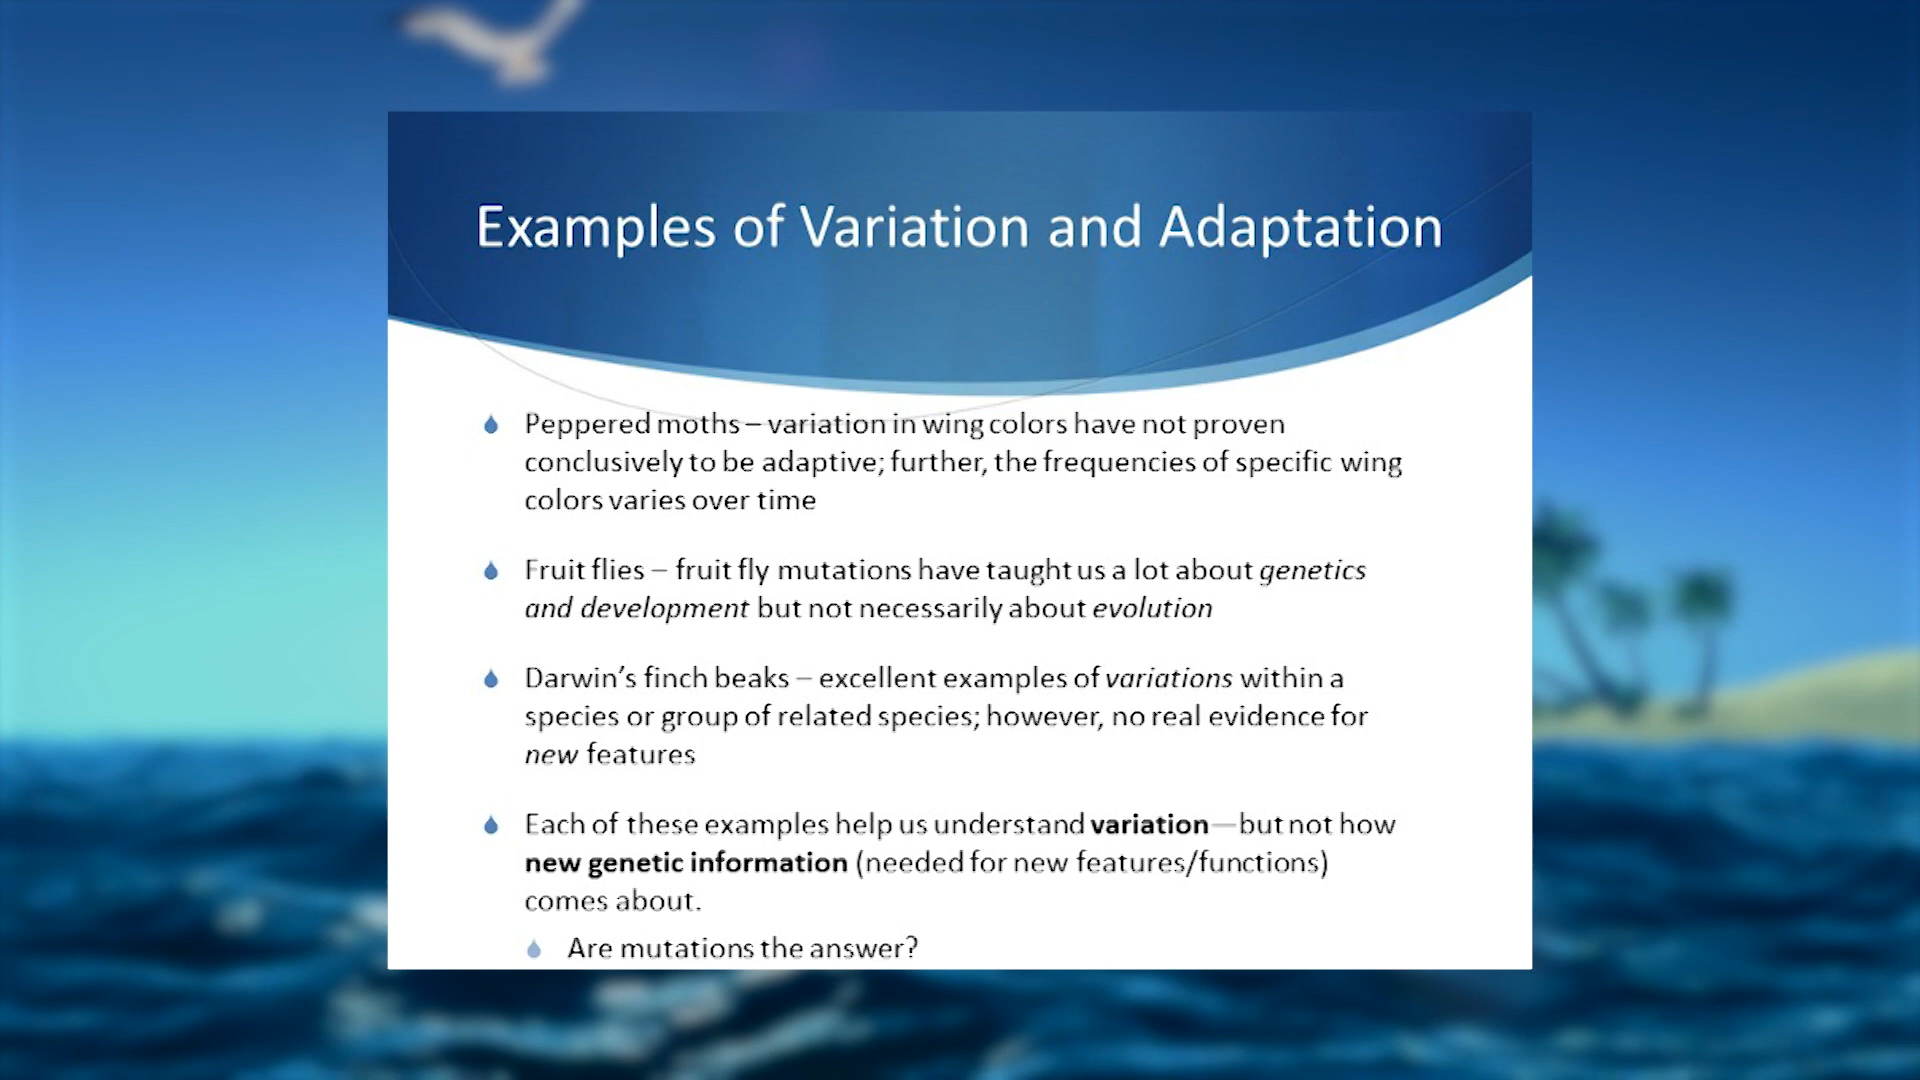 Examples of Variation and Adaptation
Peppered moths – variation in wing colors have not proven
conclusively to be adaptive; further, the frequencies of specific wing
colors varies over time
Fruit flies – fruit fly mutations have taught us a lot about genetics
and development but not necessarily about evolution
Darwin’s finch beaks – excellent examples of variations within a
species or group of related species; however, no real evidence for
new features
Each of these examples help us understand variation—but not how
new genetic information (needed for new features/functions)
comes about.
Are mutations the answer?